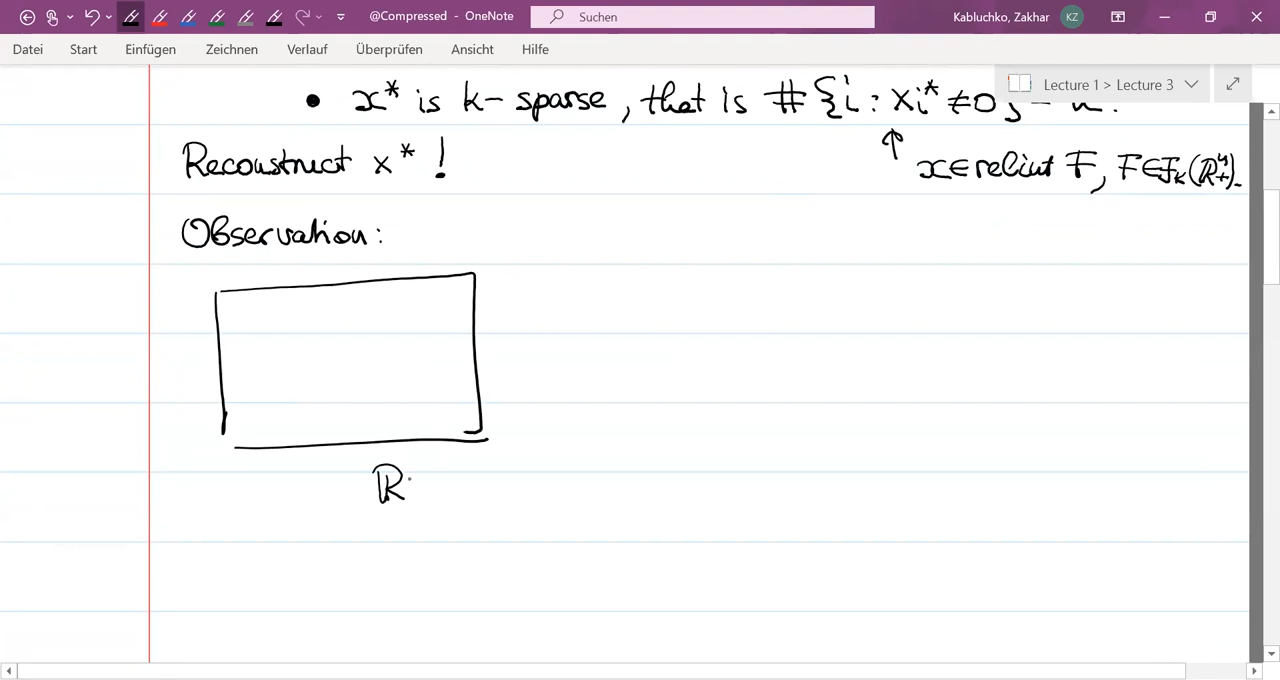 @Compressed - OneNote
Suchen
Kabluchko, Zakhar
KZ
Datei Start Einfügen Zeichnen Verlauf Überprüfen Ansicht Hilfe
Lecture 1 > Lecture 3
• x* is k-sparse, that is #{i : xi* ≠ 0} = k.
Reconstruct x* !
↑ x ∈ relint F, F ∈ Fk(ℝ+^n).
Observation:
ℝ